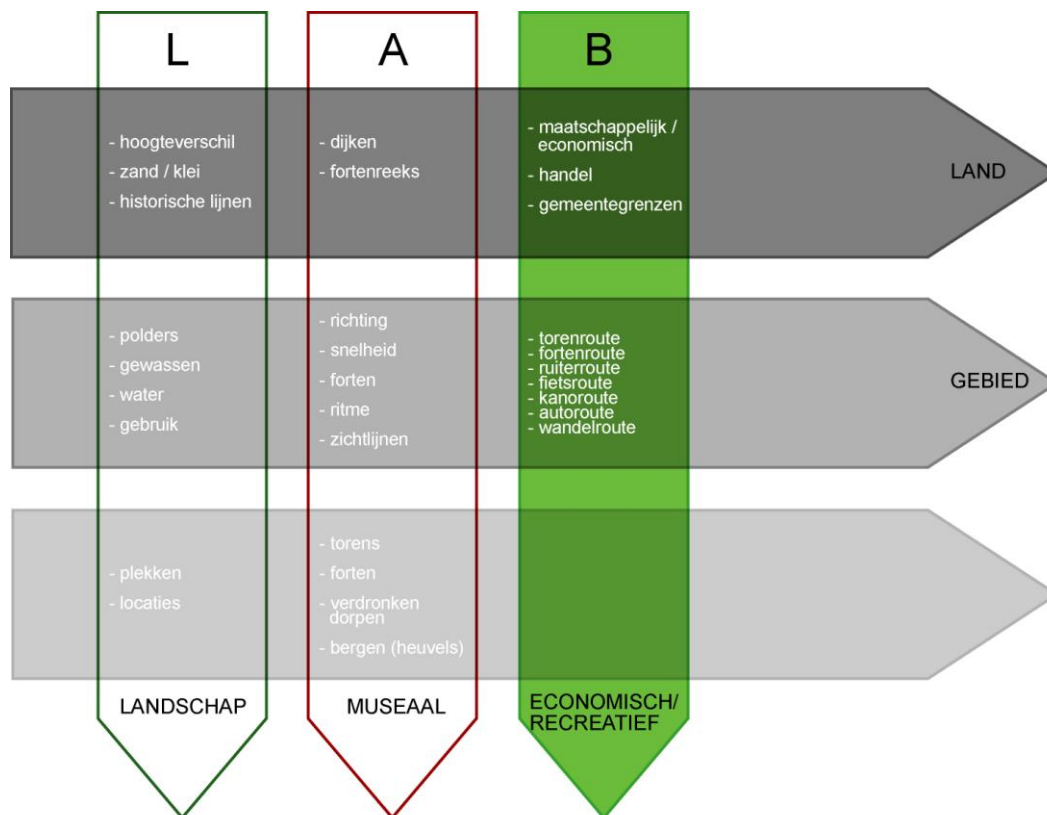 L
A
B
- hoogteverschil
- zand / klei
- historische lijnen
- dijken
- fortenreeks
- maatschappelijk /
economisch
- handel
- gemeentegrenzen
LAND
- polders
- gewassen
- water
- gebruik
- richting
- snelheid
- forten
- ritme
- zichtlijnen
- torenroute
- fortenroute
- ruiterroute
- fietsroute
- kanoroute
- autoroute
- wandelroute
GEBIED
- plekken
- locaties
- torens
- forten
- verdronken
dorpen
- bergen (heuvels)
LANDSCHAP
MUSEAAL
ECONOMISCH/
RECREATIEF